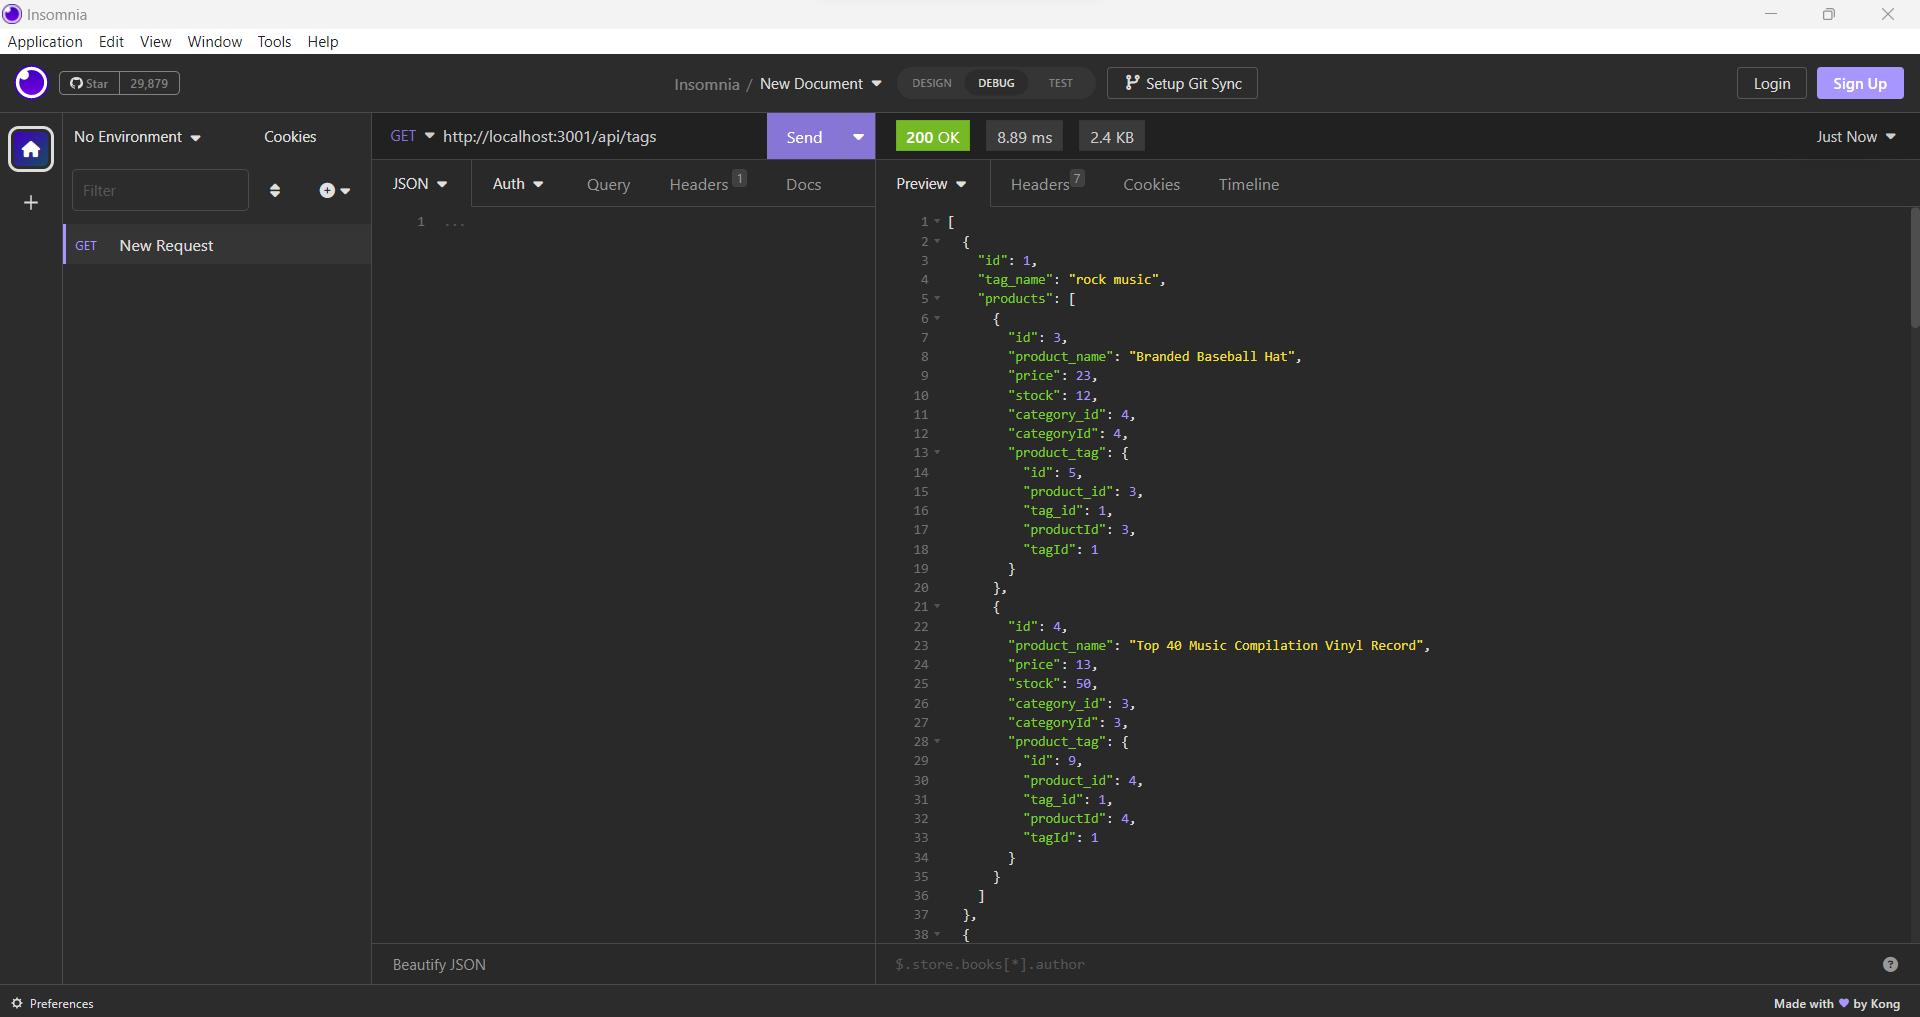 Insomnia
Application Edit View Window Tools Help
Star 29,879
Insomnia / New Document
DESIGN DEBUG TEST
Setup Git Sync
Login
Sign Up
No Environment
Cookies
GET http://localhost:3001/api/tags
Send
200 OK
8.89 ms
2.4 KB
Just Now
Filter
JSON
Auth
Query
Headers 1
Docs
Preview
Headers 7
Cookies
Timeline
GET New Request
1 ...
1 [
2 {
3 "id": 1,
4 "tag_name": "rock music",
5 "products": [
6 {
7 "id": 3,
8 "product_name": "Branded Baseball Hat",
9 "price": 23,
10 "stock": 12,
11 "category_id": 4,
12 "categoryId": 4,
13 "product_tag": {
14 "id": 5,
15 "product_id": 3,
16 "tag_id": 1,
17 "productId": 3,
18 "tagId": 1
19 }
20 },
21 {
22 "id": 4,
23 "product_name": "Top 40 Music Compilation Vinyl Record",
24 "price": 13,
25 "stock": 50,
26 "category_id": 3,
27 "categoryId": 3,
28 "product_tag": {
29 "id": 9,
30 "product_id": 4,
31 "tag_id": 1,
32 "productId": 4,
33 "tagId": 1
34 }
35 }
36 ]
37 },
38 {
Beautify JSON
$.store.books[*].author
?
Preferences
Made with 💜 by Kong